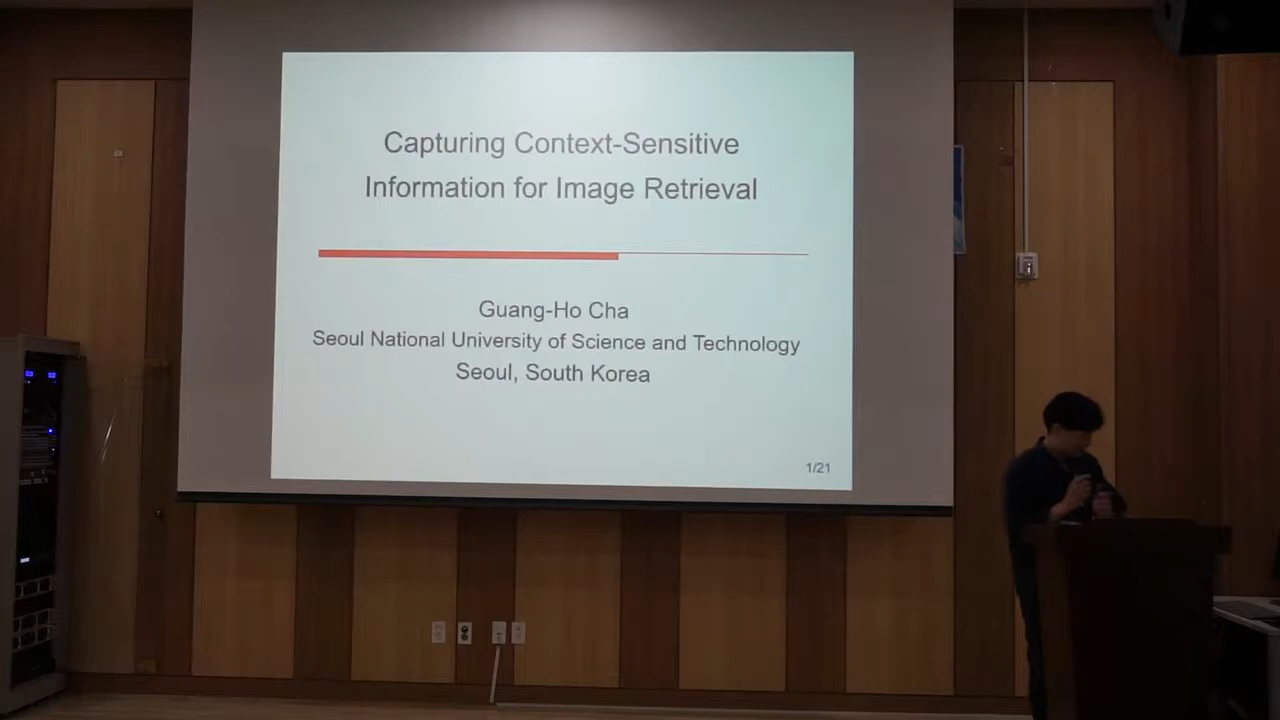 Capturing Context-Sensitive
Information for Image Retrieval
Guang-Ho Cha
Seoul National University of Science and Technology
Seoul, South Korea
1/21